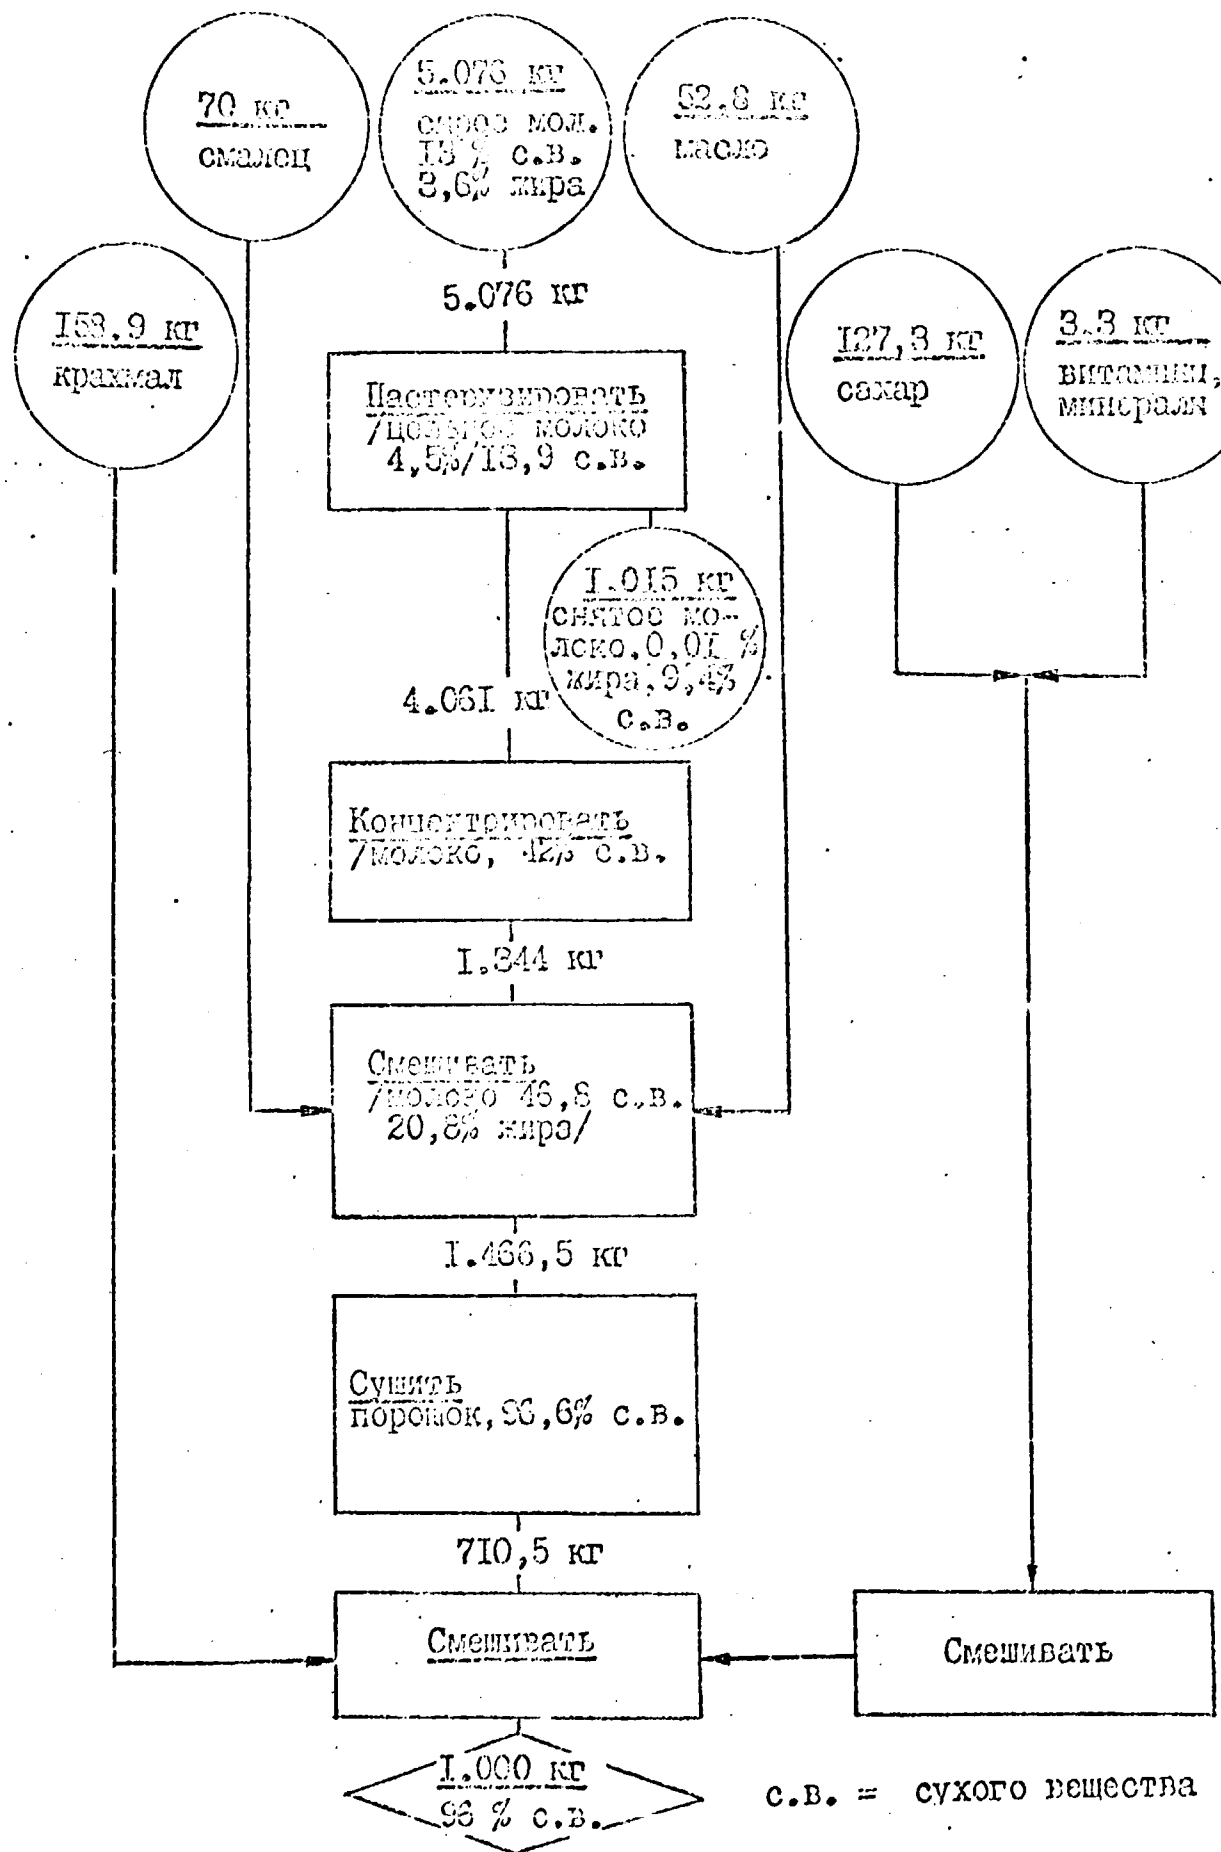 70 кг
смалец
5.076 кг
сырое мол.
13 % с.в.
3,6% жира
52,8 кг
масло
5.076 кг
158,9 кг
крахмал
127,3 кг
сахар
3.3 кг
витамины,
минералы
Пастеризировать
/цельное молоко
4,5%/13,9 с.в.
1.015 кг
снятое мо-
локо, 0,01 %
жира, 9,4%
с.в.
4.061 кг
Концентрировать
/молоко, 42% с.в.
1.344 кг
Смешивать
/молоко 46,8 с.в.
20,8% жира/
1.466,5 кг
Сушить
порошок, 96,6% с.в.
710,5 кг
Смешивать
Смешивать
1.000 кг
96 % с.в.
с.в. = сухого вещества